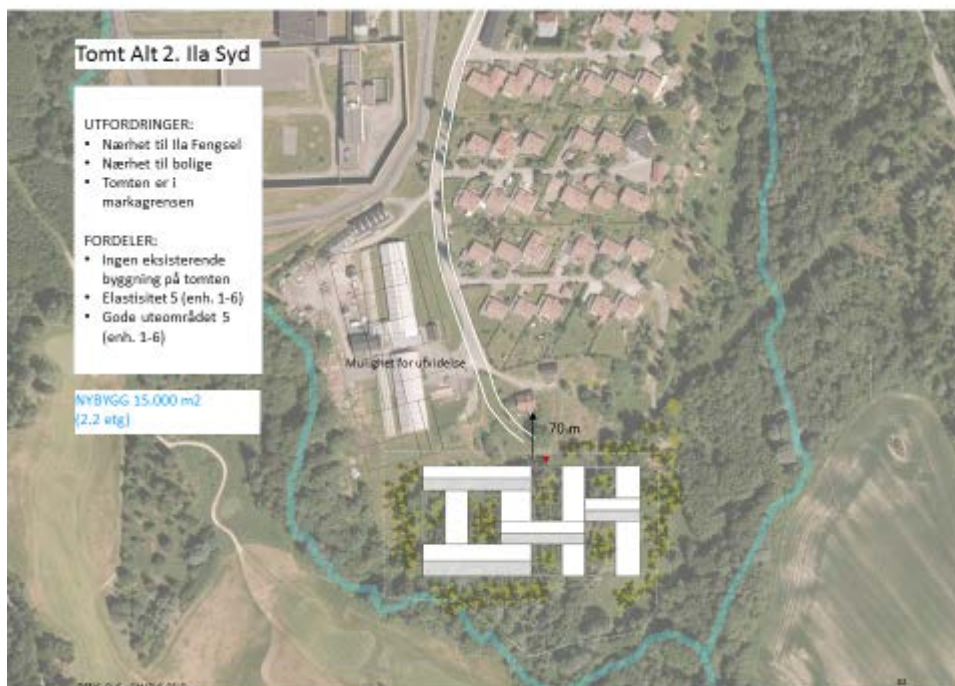 Tomt Alt 2. Ila Syd
UTFORDRINGER:
• Nærhet til Ila Fengsel
• Nærhet til bolige
• Tomten er i
markagrensen
FORDELER:
• Ingen eksisterende
byggning på tomten
• Elastisitet 5 (enh. 1-6)
• Gode uteområdet 5
(enh. 1-6)
NYBYGG 15.000 m2
(2.2 etg)
Mulighet for utvidelse
70 m